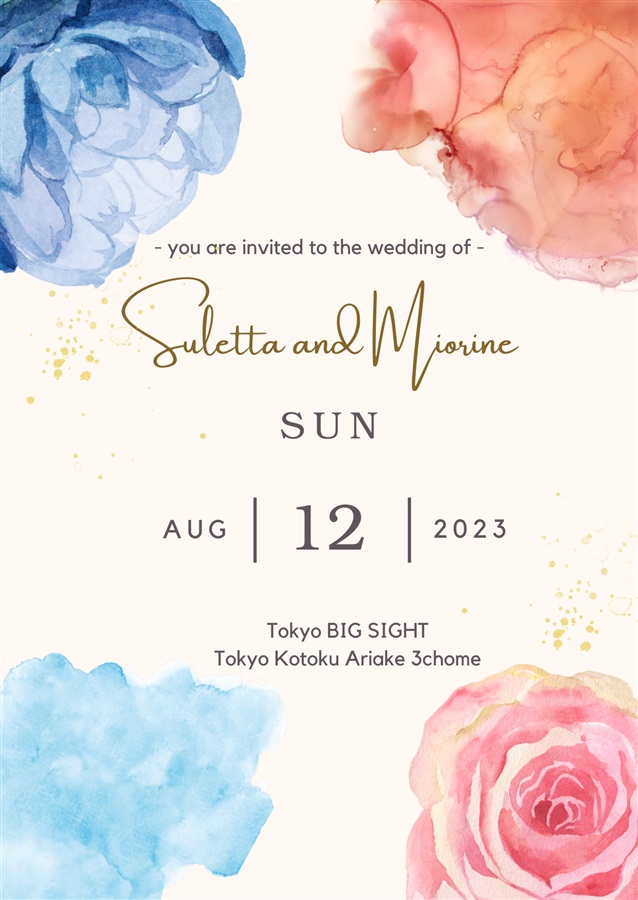 - you are invited to the wedding of -
Suletta and Miorine
SUN
AUG | 12 | 2023
Tokyo BIG SIGHT
Tokyo Kotoku Ariake 3chome